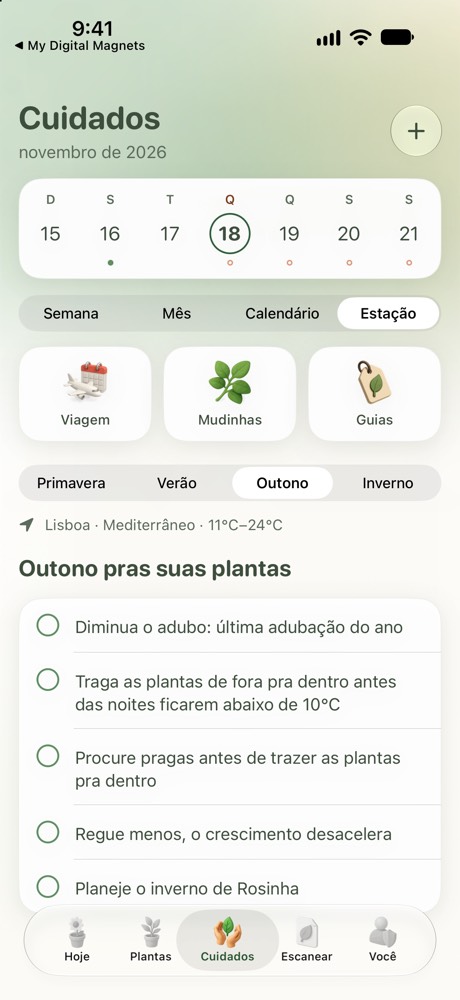 9:41
◀ My Digital Magnets
Cuidados
novembro de 2026
D S T Q Q S S
15 16 17 18 19 20 21
Semana Mês Calendário Estação
Viagem Mudinhas Guias
Primavera Verão Outono Inverno
Lisboa · Mediterrâneo · 11°C–24°C
Outono pras suas plantas
Diminua o adubo: última adubação do ano
Traga as plantas de fora pra dentro antes
das noites ficarem abaixo de 10°C
Procure pragas antes de trazer as plantas
pra dentro
Regue menos, o crescimento desacelera
Planeje o inverno de Rosinha
Hoje Plantas Cuidados Escanear Você